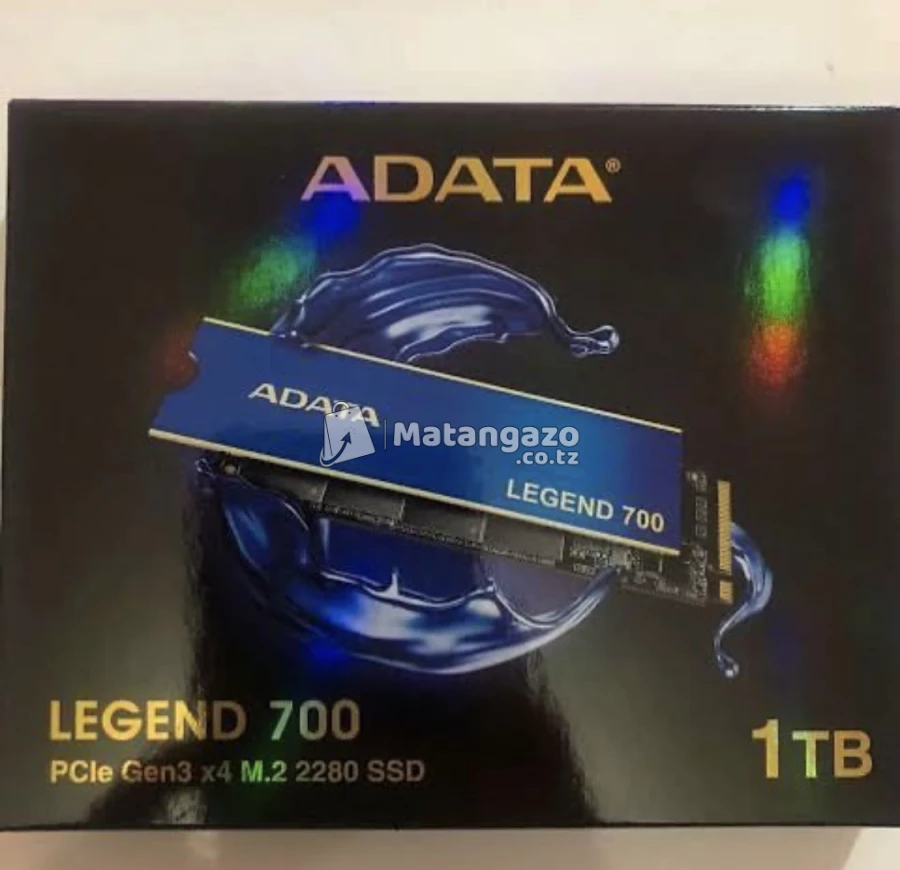 ADATA®
ADATA
Matangazo
.co.tz
LEGEND 700
LEGEND 700
PCIe Gen3 x4 M.2 2280 SSD
1TB